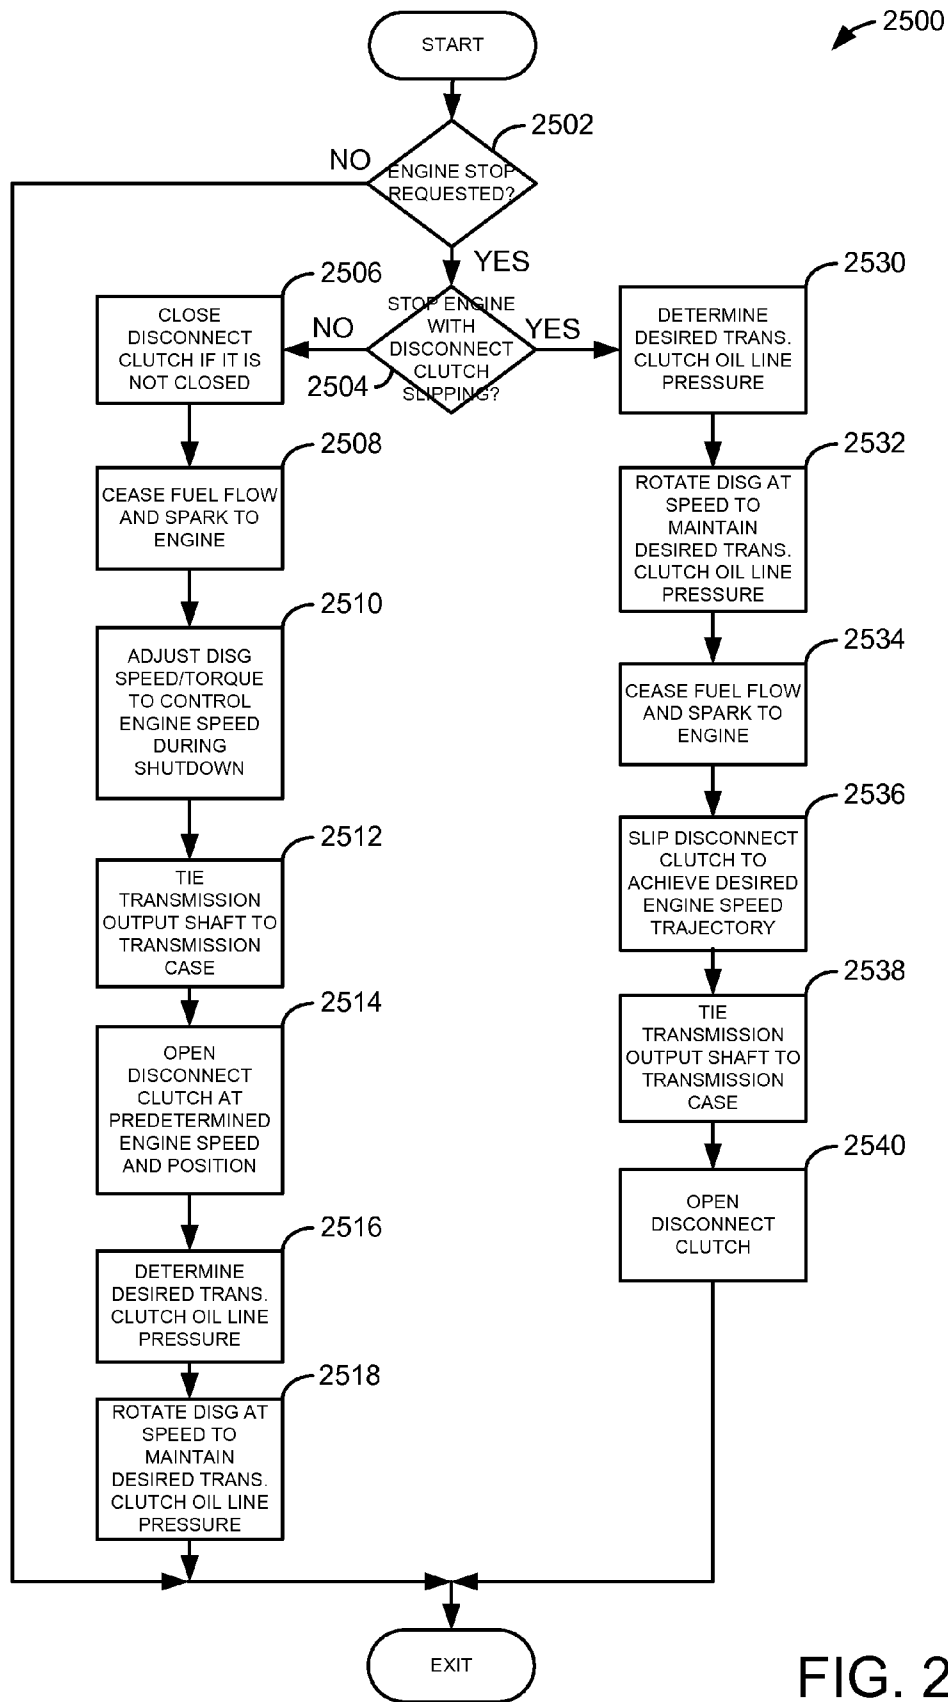 2500
START
2502
NO
ENGINE STOP
REQUESTED?
YES
2506
CLOSE
DISCONNECT
CLUTCH IF IT IS
NOT CLOSED
NO
STOP ENGINE
WITH
DISCONNECT
CLUTCH
SLIPPING?
2504
YES
2530
DETERMINE
DESIRED TRANS.
CLUTCH OIL LINE
PRESSURE
2508
CEASE FUEL FLOW
AND SPARK TO
ENGINE
2532
ROTATE DISG AT
SPEED TO
MAINTAIN
DESIRED TRANS.
CLUTCH OIL LINE
PRESSURE
2510
ADJUST DISG
SPEED/TORQUE
TO CONTROL
ENGINE SPEED
DURING
SHUTDOWN
2534
CEASE FUEL FLOW
AND SPARK TO
ENGINE
2512
TIE
TRANSMISSION
OUTPUT SHAFT TO
TRANSMISSION
CASE
2536
SLIP DISCONNECT
CLUTCH TO
ACHIEVE DESIRED
ENGINE SPEED
TRAJECTORY
2514
OPEN
DISCONNECT
CLUTCH AT
PREDETERMINED
ENGINE SPEED
AND POSITION
2538
TIE
TRANSMISSION
OUTPUT SHAFT TO
TRANSMISSION
CASE
2516
DETERMINE
DESIRED TRANS.
CLUTCH OIL LINE
PRESSURE
2540
OPEN
DISCONNECT
CLUTCH
2518
ROTATE DISG AT
SPEED TO
MAINTAIN
DESIRED TRANS.
CLUTCH OIL LINE
PRESSURE
EXIT
FIG. 2